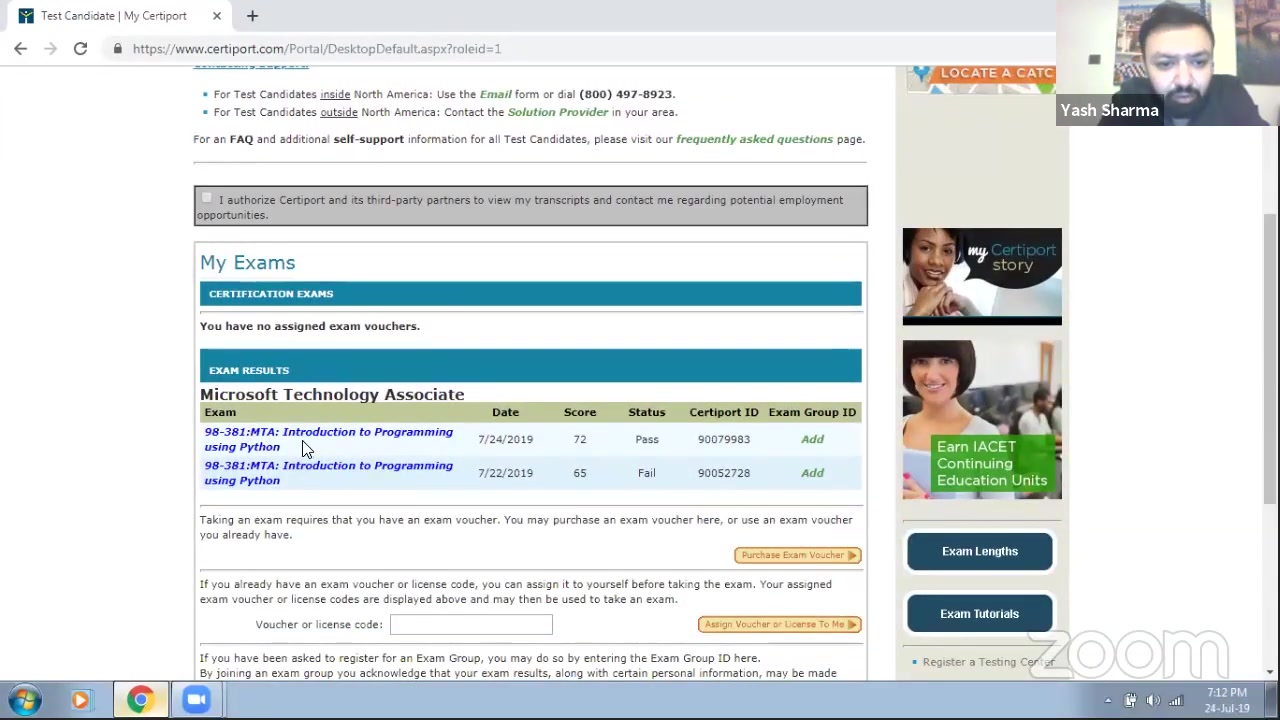 Test Candidate | My Certiport
https://www.certiport.com/Portal/DesktopDefault.aspx?roleid=1
Yash Sharma
LOCATE A CATC
Contacting Support:
For Test Candidates inside North America: Use the Email form or dial (800) 497-8923.
For Test Candidates outside North America: Contact the Solution Provider in your area.
For an FAQ and additional self-support information for all Test Candidates, please visit our frequently asked questions page.
I authorize Certiport and its third-party partners to view my transcripts and contact me regarding potential employment
opportunities.
My Exams
CERTIFICATION EXAMS
You have no assigned exam vouchers.
EXAM RESULTS
Microsoft Technology Associate
Exam Date Score Status Certiport ID Exam Group ID
98-381:MTA: Introduction to Programming
using Python 7/24/2019 72 Pass 90079983 Add
98-381:MTA: Introduction to Programming
using Python 7/22/2019 65 Fail 90052728 Add
Taking an exam requires that you have an exam voucher. You may purchase an exam voucher here, or use an exam voucher
you already have.
Purchase Exam Voucher
If you already have an exam voucher or license code, you can assign it to yourself before taking the exam. Your assigned
exam voucher or license codes are displayed above and may then be used to take an exam.
Voucher or license code:
Assign Voucher or License To Me
If you have been asked to register for an Exam Group, you may do so by entering the Exam Group ID here.
By joining an exam group you acknowledge that your exam results, along with certain personal information, may be made
my Certiport
story
Earn IACET
Continuing
Education Units
Exam Lengths
Exam Tutorials
Register a Testing Center
zoom
7:12 PM
24-Jul-19